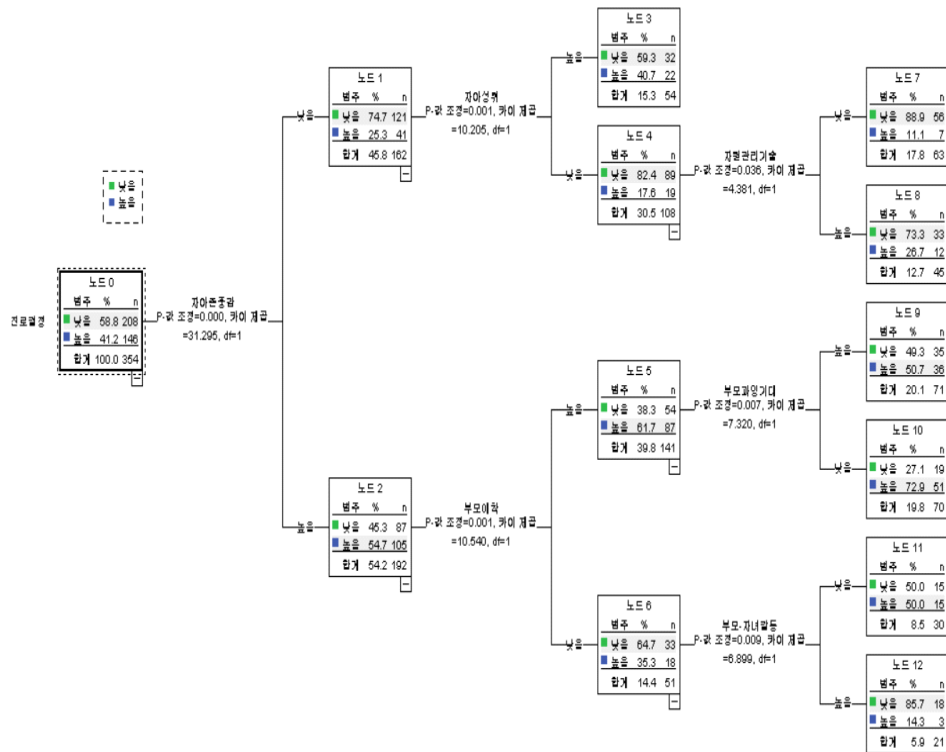 낮음
높음
진로결정
노드 0
범주 % n
낮음 58.8 208
높음 41.2 146
합계 100.0 354
자아존중감
P-값 조정=0.000, 카이 제곱
=31.295, df=1
낮음
노드 1
범주 % n
낮음 74.7 121
높음 25.3 41
합계 45.8 162
자아성취
P-값 조정=0.001, 카이 제곱
=10.205, df=1
높음
노드 3
범주 % n
낮음 59.3 32
높음 40.7 22
합계 15.3 54
낮음
노드 4
범주 % n
낮음 82.4 89
높음 17.6 19
합계 30.5 108
P-값 조정=0.036, 카이 제곱
=4.381, df=1
낮음
노드 7
범주 % n
낮음 88.9 56
높음 11.1 7
합계 17.8 63
높음
노드 8
범주 % n
낮음 73.3 33
높음 26.7 12
합계 12.7 45
높음
노드 2
범주 % n
낮음 45.3 87
높음 54.7 105
합계 54.2 192
P-값 조정=0.001, 카이 제곱
=10.540, df=1
높음
노드 5
범주 % n
낮음 38.3 54
높음 61.7 87
합계 39.8 141
부모과잉기대
P-값 조정=0.007, 카이 제곱
=7.320, df=1
높음
노드 9
범주 % n
낮음 49.3 35
높음 50.7 36
합계 20.1 71
낮음
노드 10
범주 % n
낮음 27.1 19
높음 72.9 51
합계 19.8 70
낮음
노드 6
범주 % n
낮음 64.7 33
높음 35.3 18
합계 14.4 51
부모-자녀갈등
P-값 조정=0.009, 카이 제곱
=6.899, df=1
낮음
노드 11
범주 % n
낮음 50.0 15
높음 50.0 15
합계 8.5 30
높음
노드 12
범주 % n
낮음 85.7 18
높음 14.3 3
합계 5.9 21